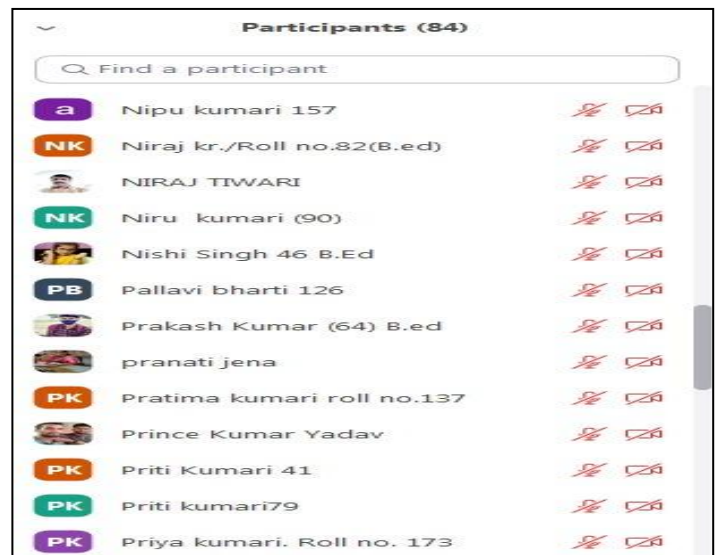 Participants (84)
Find a participant
a Nipu kumari 157
NK Niraj kr./Roll no.82(B.ed)
NIRAJ TIWARI
NK Niru kumari (90)
Nishi Singh 46 B.Ed
PB Pallavi bharti 126
Prakash Kumar (64) B.ed
pranati jena
PK Pratima kumari roll no.137
Prince Kumar Yadav
PK Priti Kumari 41
PK Priti kumari79
PK Priya kumari. Roll no. 173